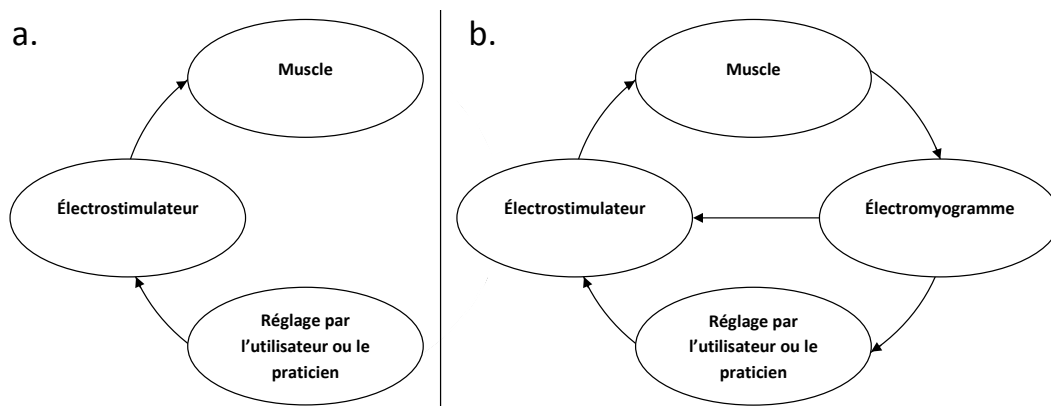 a.
Muscle
Électrostimulateur
Réglage par
l’utilisateur ou le
praticien
b.
Muscle
Électrostimulateur
Électromyogramme
Réglage par
l’utilisateur ou le
praticien